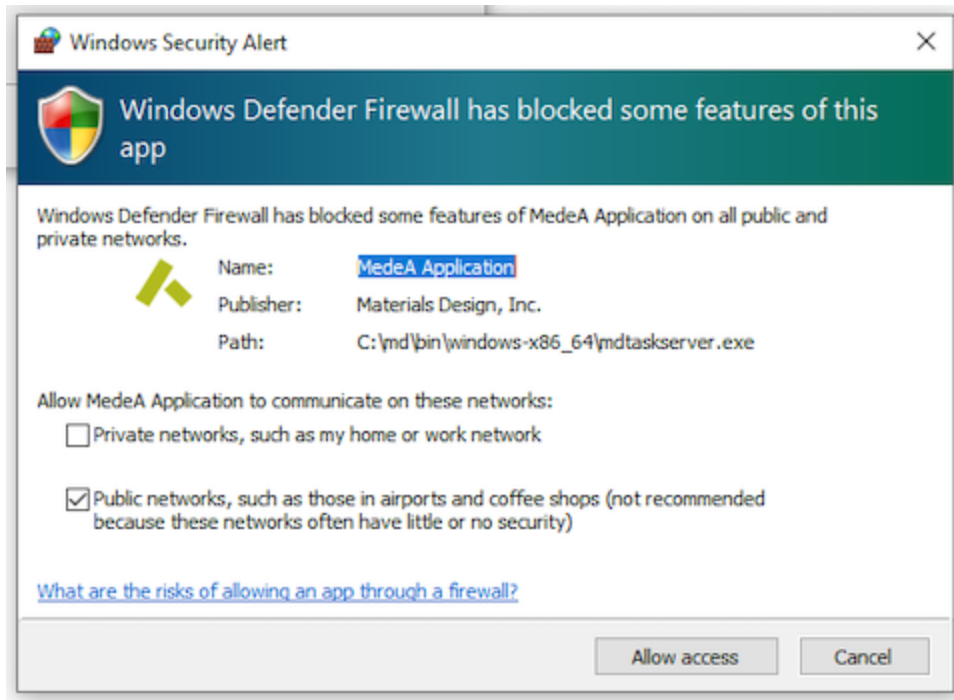 Windows Security Alert
Windows Defender Firewall has blocked some features of this
app
Windows Defender Firewall has blocked some features of MedeA Application on all public and
private networks.
Name: MedeA Application
Publisher: Materials Design, Inc.
Path: C:\md\bin\windows-x86_64\mdtaskserver.exe
Allow MedeA Application to communicate on these networks:
Private networks, such as my home or work network
Public networks, such as those in airports and coffee shops (not recommended
because these networks often have little or no security)
What are the risks of allowing an app through a firewall?
Allow access Cancel